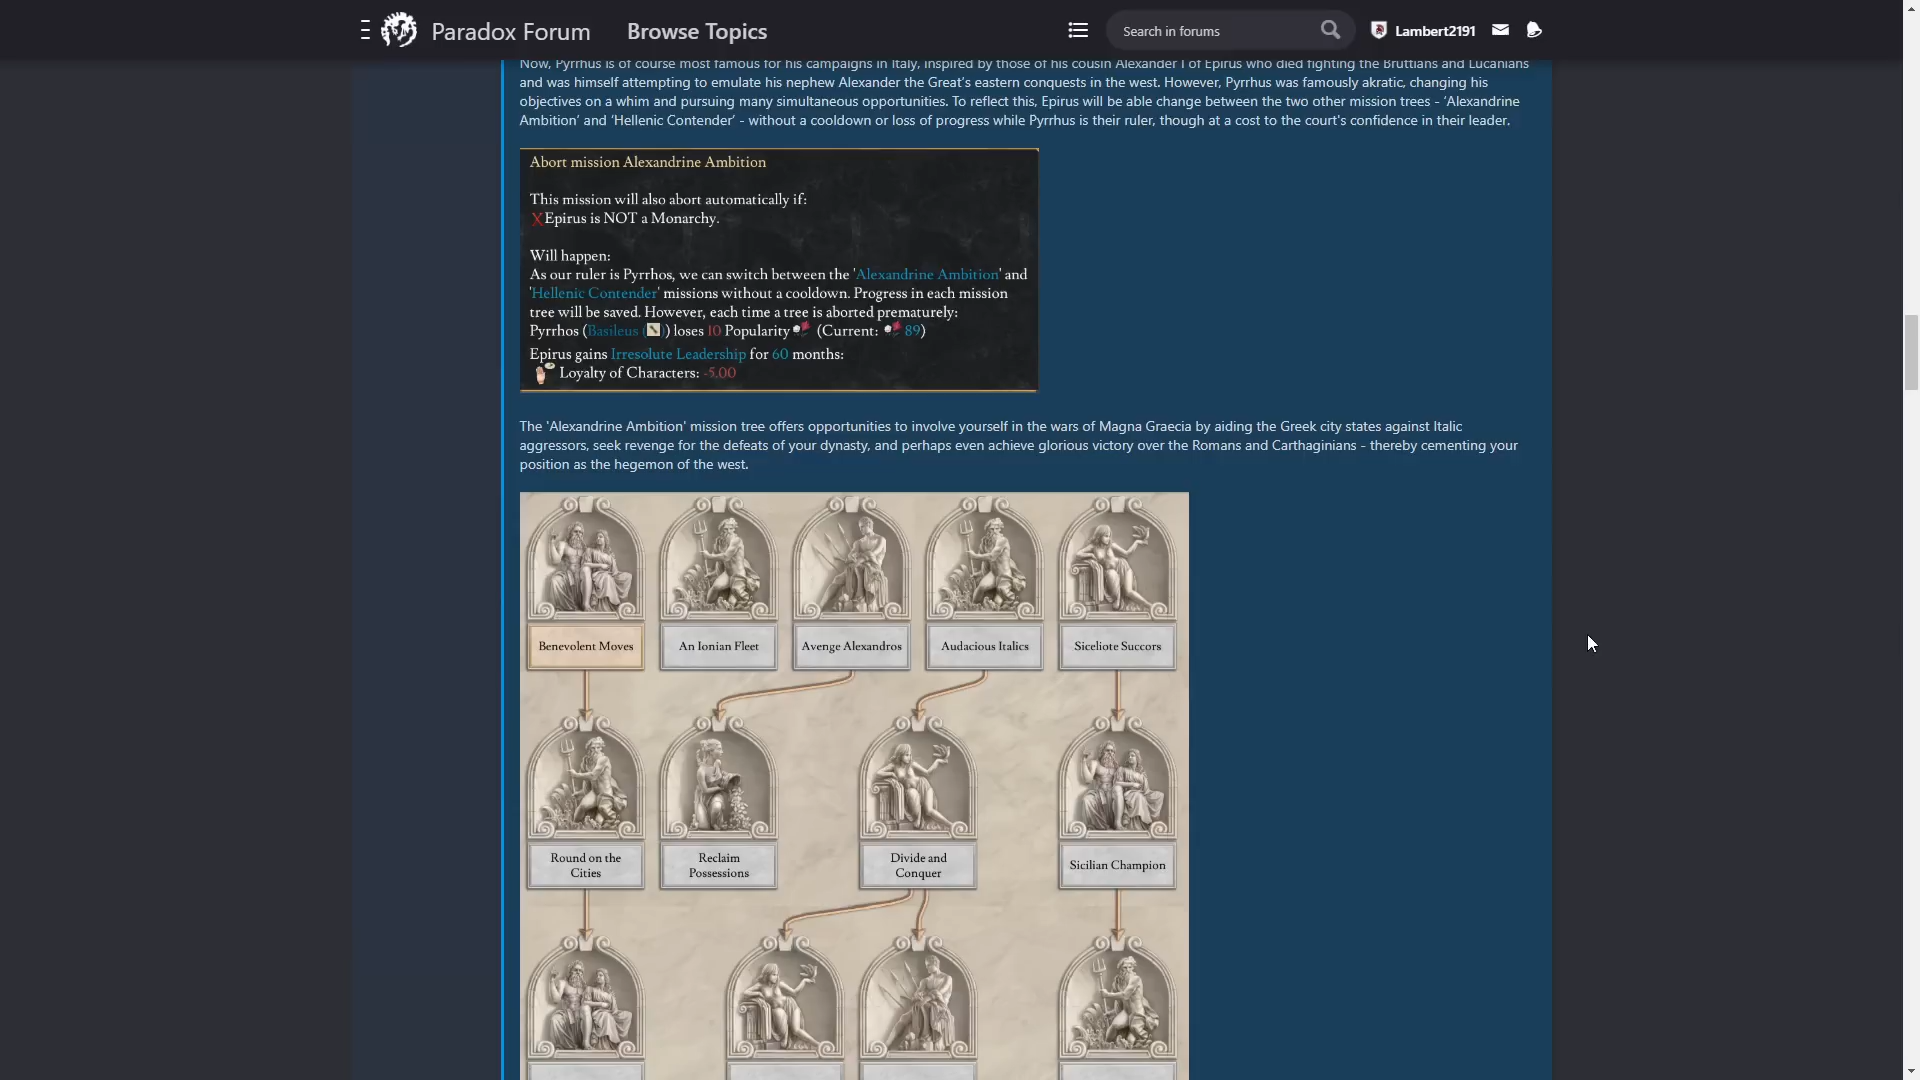 Paradox Forum
Browse Topics
Search in forums
Lambert2191
Now, Pyrrhus is of course most famous for his campaigns in Italy, inspired by those of his cousin Alexander I of Epirus who died fighting the Bruttians and Lucanians
and was himself attempting to emulate his nephew Alexander the Great's eastern conquests in the west. However, Pyrrhus was famously akratic, changing his
objectives on a whim and pursuing many simultaneous opportunities. To reflect this, Epirus will be able change between the two other mission trees - ‘Alexandrine
Ambition’ and ‘Hellenic Contender’ - without a cooldown or loss of progress while Pyrrhus is their ruler, though at a cost to the court's confidence in their leader.
Abort mission Alexandrine Ambition
This mission will also abort automatically if:
X Epirus is NOT a Monarchy.
Will happen:
As our ruler is Pyrrhos, we can switch between the 'Alexandrine Ambition' and
'Hellenic Contender' missions without a cooldown. Progress in each mission
tree will be saved. However, each time a tree is aborted prematurely:
Pyrrhos (Basileus ( )) loses 10 Popularity (Current: 89)
Epirus gains Irresolute Leadership for 60 months:
Loyalty of Characters: -5.00
The 'Alexandrine Ambition' mission tree offers opportunities to involve yourself in the wars of Magna Graecia by aiding the Greek city states against Italic
aggressors, seek revenge for the defeats of your dynasty, and perhaps even achieve glorious victory over the Romans and Carthaginians - thereby cementing your
position as the hegemon of the west.
Benevolent Moves
An Ionian Fleet
Avenge Alexandros
Audacious Italics
Siceliote Succors
Round on the
Cities
Reclaim
Possessions
Divide and
Conquer
Sicilian Champion